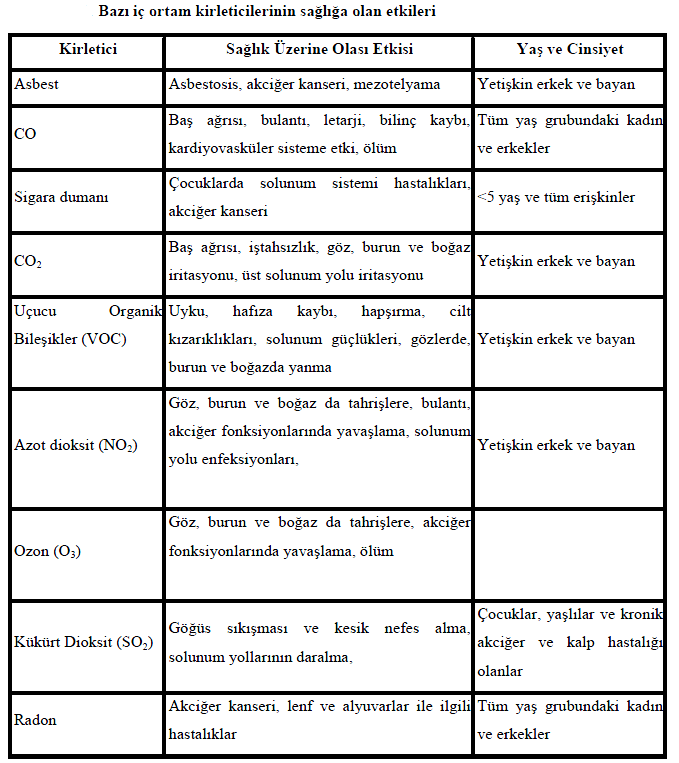 Bazı iç ortam kirleticilerinin sağlığa olan etkileri
Kirletici
Sağlık Üzerine Olası Etkisi
Yaş ve Cinsiyet
Asbest
Asbestosis, akciğer kanseri, mezotelyama
Yetişkin erkek ve bayan
CO
Baş ağrısı, bulantı, letarji, bilinç kaybı,
kardiyovasküler sisteme etki, ölüm
Tüm yaş grubundaki kadın
ve erkekler
Sigara dumanı
Çocuklarda solunum sistemi hastalıkları,
akciğer kanseri
<5 yaş ve tüm erişkinler
CO₂
Baş ağrısı, iştahsızlık, göz, burun ve boğaz
iritasyonu, üst solunum yolu iritasyonu
Yetişkin erkek ve bayan
Uçucu Organik
Bileşikler (VOC)
Uyku, hafıza kaybı, hapşırma, cilt
kızarıklıkları, solunum güçlükleri, gözlerde,
burun ve boğazda yanma
Yetişkin erkek ve bayan
Azot dioksit (NO₂)
Göz, burun ve boğaz da tahrişlere, bulantı,
akciğer fonksiyonlarında yavaşlama, solunum
yolu enfeksiyonları,
Yetişkin erkek ve bayan
Ozon (O₃)
Göz, burun ve boğaz da tahrişlere, akciğer
fonksiyonlarında yavaşlama, ölüm
Kükürt Dioksit (SO₂)
Göğüs sıkışması ve kesik nefes alma,
solunum yollarının daralma,
Çocuklar, yaşlılar ve kronik
akciğer ve kalp hastalığı
olanlar
Radon
Akciğer kanseri, lenf ve alyuvarlar ile ilgili
hastalıklar
Tüm yaş grubundaki kadın
ve erkekler